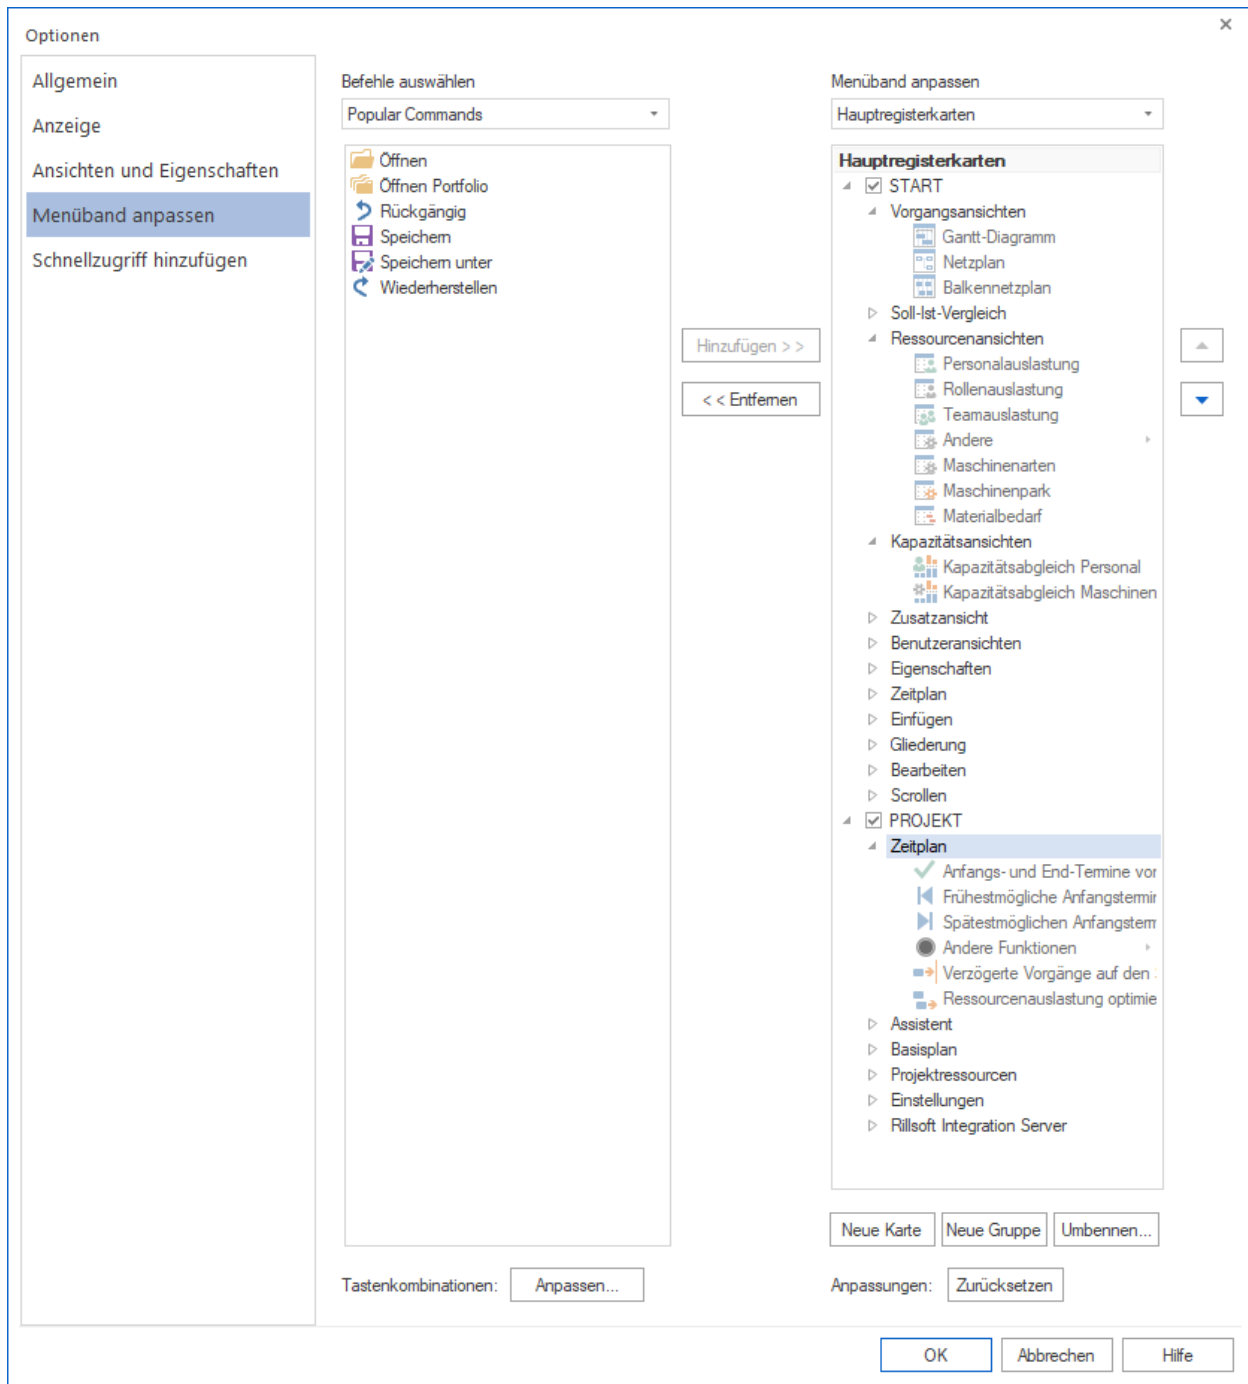 Optionen
Allgemein
Anzeige
Ansichten und Eigenschaften
Menüband anpassen
Schnellzugriff hinzufügen
Befehle auswählen
Popular Commands
Öffnen
Öffnen Portfolio
Rückgängig
Speichern
Speichern unter
Wiederherstellen
Hinzufügen > >
< < Entfernen
Menüband anpassen
Hauptregisterkarten
Hauptregisterkarten
START
Vorgangsansichten
Gantt-Diagramm
Netzplan
Balkennetzplan
Soll-Ist-Vergleich
Ressourcenansichten
Personalauslastung
Rollenauslastung
Teamauslastung
Andere
Maschinenarten
Maschinenpark
Materialbedarf
Kapazitätsansichten
Kapazitätsabgleich Personal
Kapazitätsabgleich Maschinen
Zusatzansicht
Benutzeransichten
Eigenschaften
Zeitplan
Einfügen
Gliederung
Bearbeiten
Scrollen
PROJEKT
Zeitplan
Anfangs- und End-Termine vor
Frühestmögliche Anfangstermin
Spätestmöglichen Anfangsterm
Andere Funktionen
Verzögerte Vorgänge auf den
Ressourcenauslastung optimie
Assistent
Basisplan
Projektressourcen
Einstellungen
Rillsoft Integration Server
Neue Karte
Neue Gruppe
Umbennen...
Tastenkombinationen:
Anpassen...
Anpassungen:
Zurücksetzen
OK
Abbrechen
Hilfe